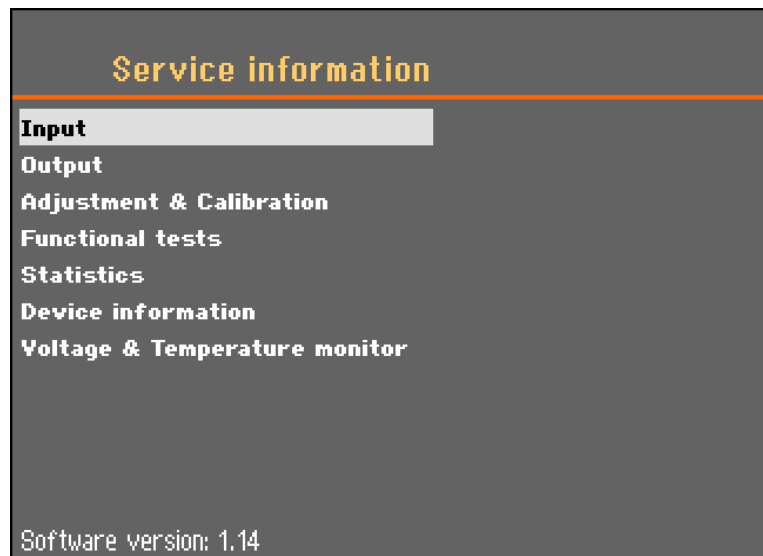 Service information
Input
Output
Adjustment & Calibration
Functional tests
Statistics
Device information
Voltage & Temperature monitor
Software version: 1.14